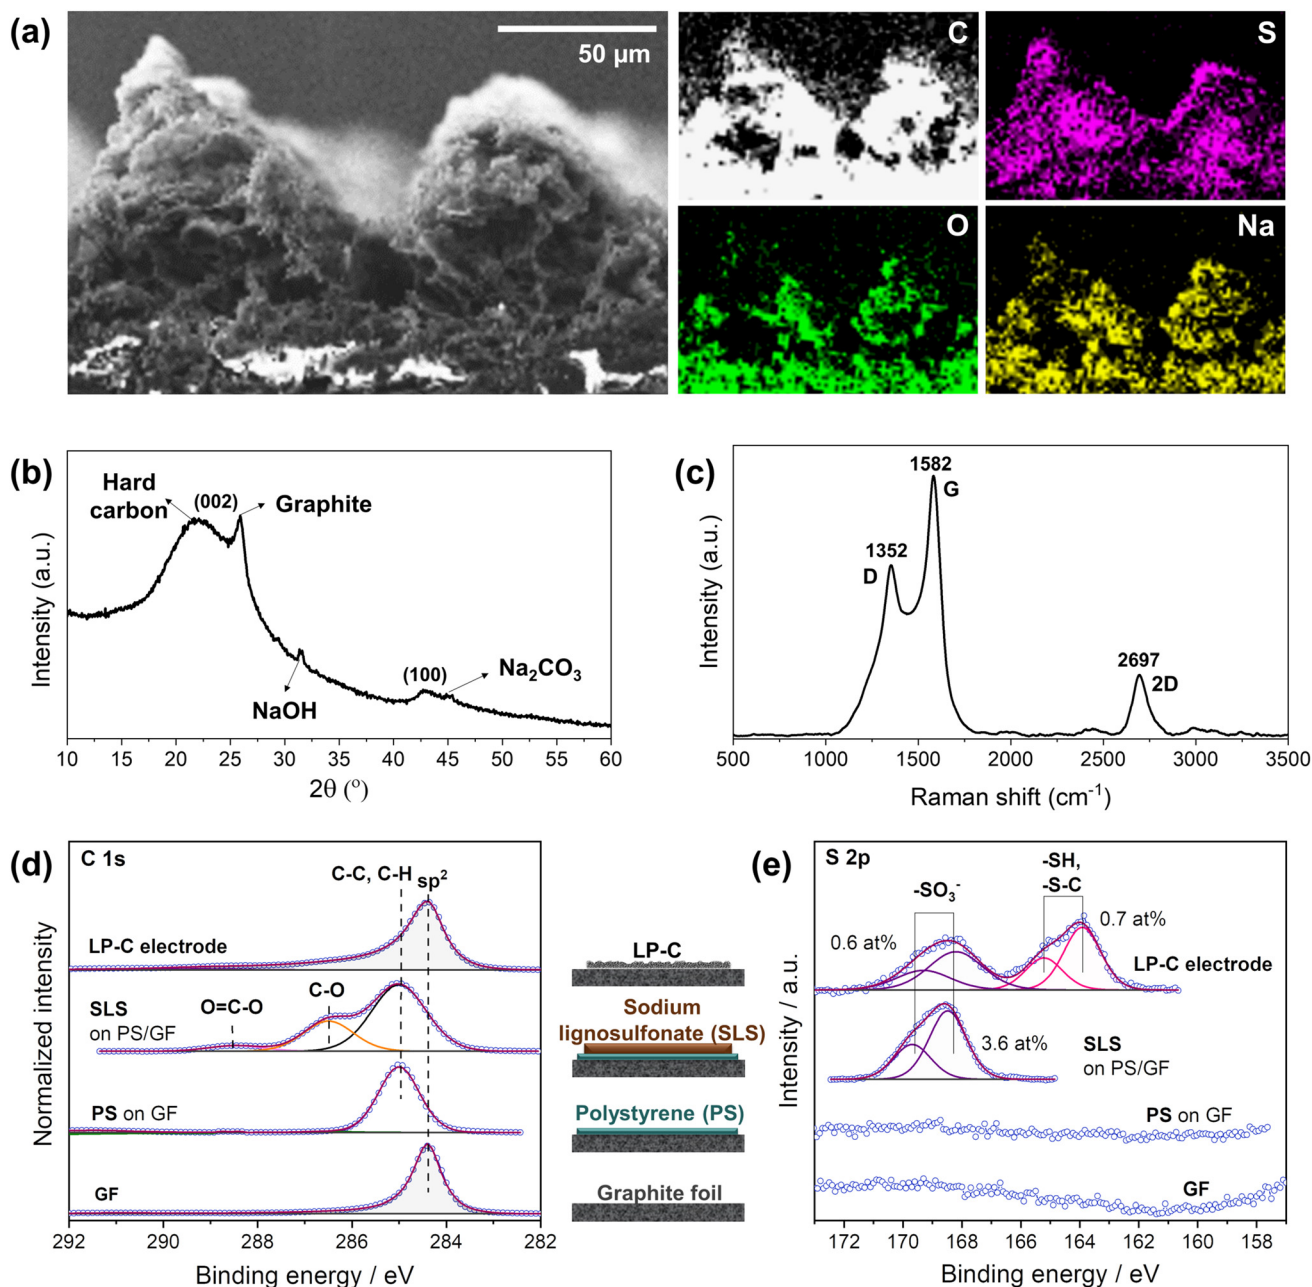 (a)
50 µm
C
S
O
Na
(b)
Hard
carbon
(002)
Graphite
NaOH
(100)
Na₂CO₃
Intensity (a.u.)
10 15 20 25 30 35 40 45 50 55 60
2θ (°)
(c)
1582
G
1352
D
2697
2D
Intensity (a.u.)
500 1000 1500 2000 2500 3000 3500
Raman shift (cm⁻¹)
(d)
C 1s
C-C, C-H
sp²
LP-C electrode
O=C-O
C-O
SLS
on PS/GF
PS on GF
GF
Normalized intensity
292 290 288 286 284 282
Binding energy / eV
LP-C
Sodium
lignosulfonate (SLS)
Polystyrene (PS)
Graphite foil
(e)
S 2p
-SH,
-S-C
-SO₃⁻
0.6 at%
0.7 at%
LP-C electrode
3.6 at%
SLS
on PS/GF
PS on GF
GF
Intensity / a.u.
172 170 168 166 164 162 160 158
Binding energy / eV